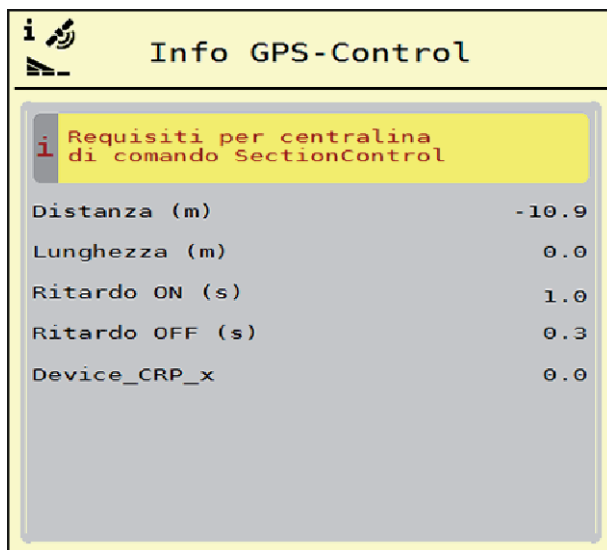 i
Info GPS-Control
i
Requisiti per centralina
di comando SectionControl
Distanza (m) -10.9
Lunghezza (m) 0.0
Ritardo ON (s) 1.0
Ritardo OFF (s) 0.3
Device_CRP_x 0.0